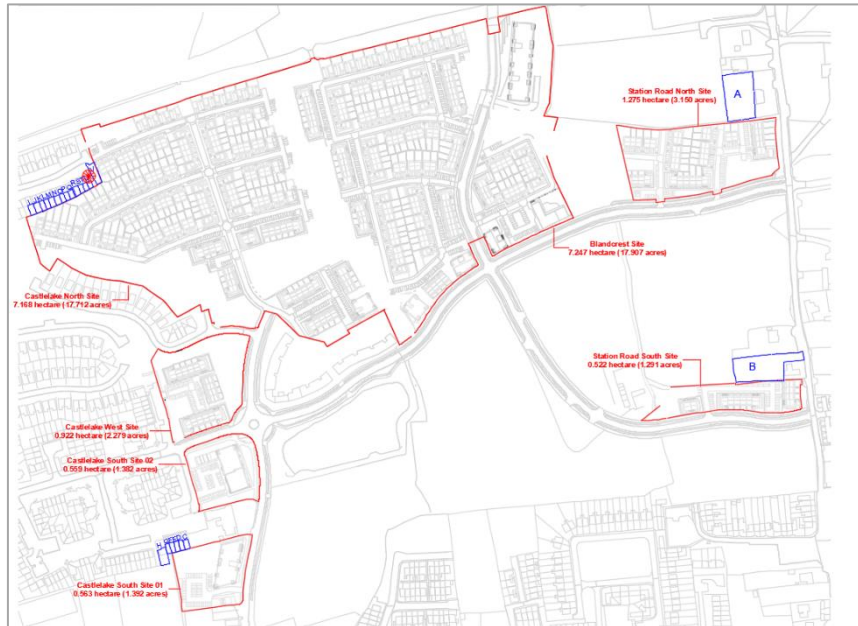 A
Station Road North Site
1.275 hectare (3.150 acres)
Blandcrest Site
7.247 hectare (17.907 acres)
Castlelake North Site
7.168 hectare (17.712 acres)
Station Road South Site
0.522 hectare (1.291 acres)
B
Castlelake West Site
0.922 hectare (2.279 acres)
Castlelake South Site 02
0.559 hectare (1.382 acres)
Castlelake South Site 01
0.563 hectare (1.392 acres)